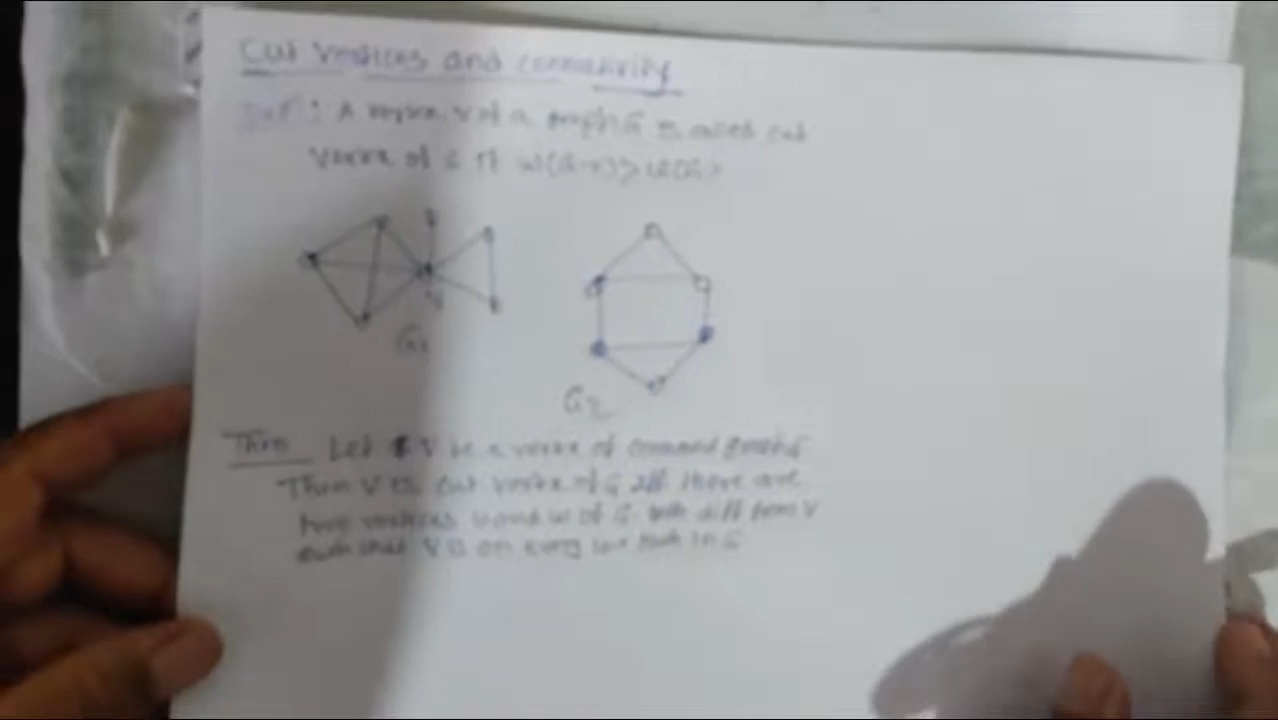 Cut vertices and connectivity
Def: A vertex V of a graph G is called cut
vertex of G if ω(G-v) > ω(G)
V
G1
G2
Thm Let V be a vertex of connected graph G
Then V is cut vertex of G iff there are
two vertices u and w of G both diff from V
such that V is on every u-w path in G